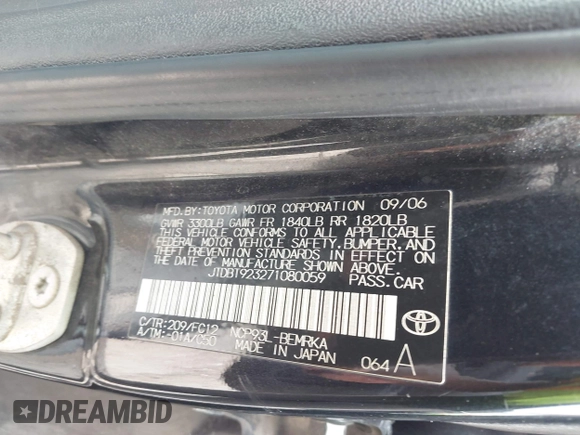 MFD.BY:TOYOTA MOTOR CORPORATION 09/06
GVWR 3300LB GAWR FR 1840LB RR 1820LB
THIS VEHICLE CONFORMS TO ALL APPLICABLE
FEDERAL MOTOR VEHICLE SAFETY, BUMPER, AND
THEFT PREVENTION STANDARDS IN EFFECT ON
THE DATE OF MANUFACTURE SHOWN ABOVE.
JTDBT923271080059 PASS.CAR
C/TR:209/FC12 NCP93L-BEMRKA
A/TM:-01A/C50 MADE IN JAPAN
064A
DREAMBID